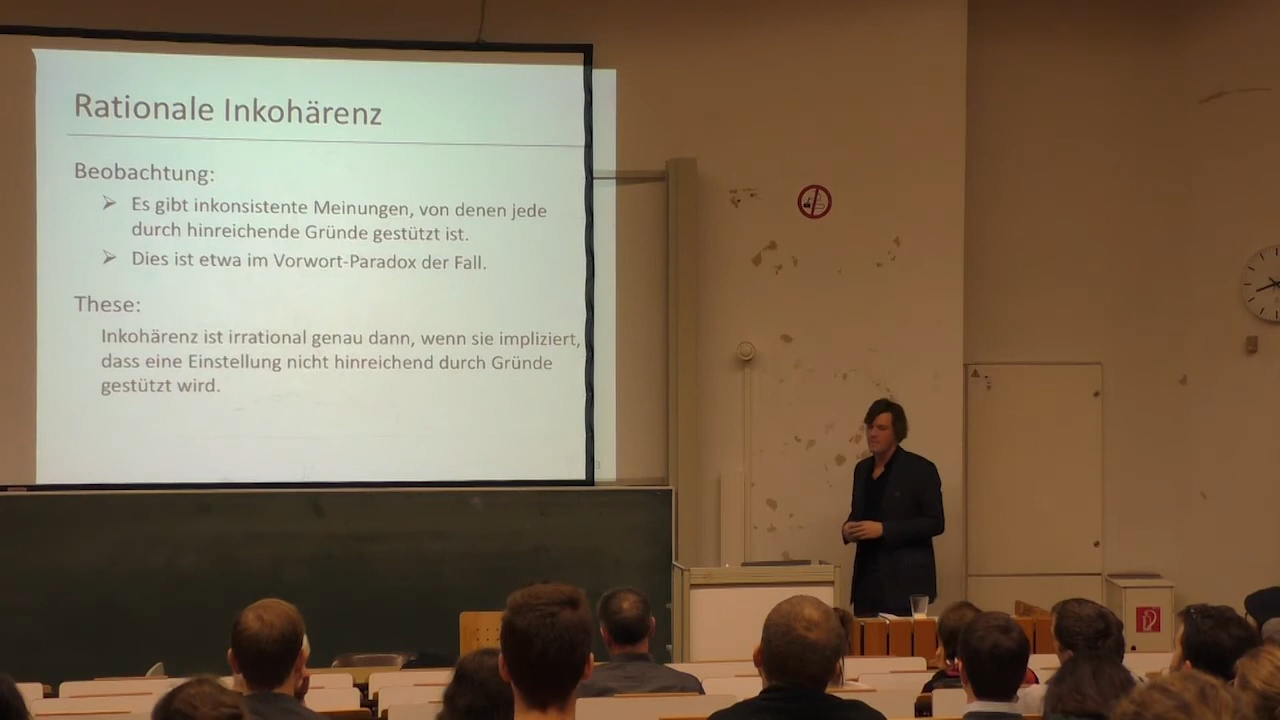 Rationale Inkohärenz
Beobachtung:
Es gibt inkonsistente Meinungen, von denen jede
durch hinreichende Gründe gestützt ist.
Dies ist etwa im Vorwort-Paradox der Fall.
These:
Inkohärenz ist irrational genau dann, wenn sie impliziert,
dass eine Einstellung nicht hinreichend durch Gründe
gestützt wird.